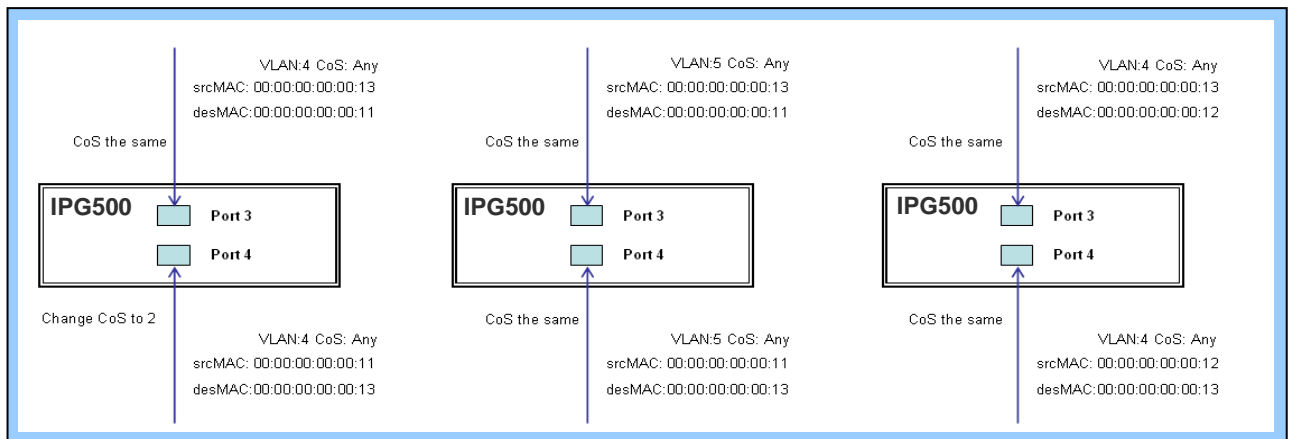 VLAN:4 CoS: Any
srcMAC: 00:00:00:00:00:13
desMAC:00:00:00:00:00:11
CoS the same
IPG500
Port 3
Port 4
Change CoS to 2
VLAN:4 CoS: Any
srcMAC: 00:00:00:00:00:11
desMAC:00:00:00:00:00:13
VLAN:5 CoS: Any
srcMAC: 00:00:00:00:00:13
desMAC:00:00:00:00:00:11
CoS the same
IPG500
Port 3
Port 4
CoS the same
VLAN:5 CoS: Any
srcMAC: 00:00:00:00:00:11
desMAC:00:00:00:00:00:13
VLAN:4 CoS: Any
srcMAC: 00:00:00:00:00:13
desMAC:00:00:00:00:00:12
CoS the same
IPG500
Port 3
Port 4
CoS the same
VLAN:4 CoS: Any
srcMAC: 00:00:00:00:00:12
desMAC:00:00:00:00:00:13